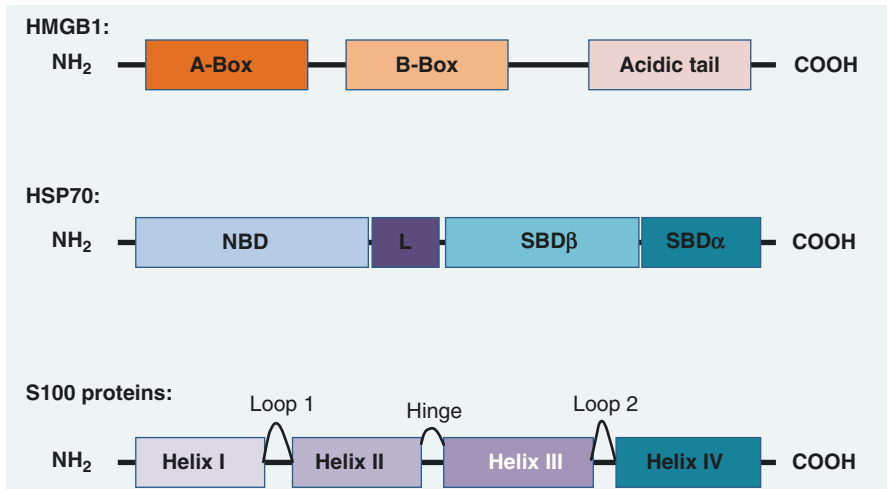 HMGB1:
NH₂ A-Box B-Box Acidic tail COOH
HSP70:
NH₂ NBD L SBDβ SBDα COOH
S100 proteins:
Loop 1 Hinge Loop 2
NH₂ Helix I Helix II Helix III Helix IV COOH